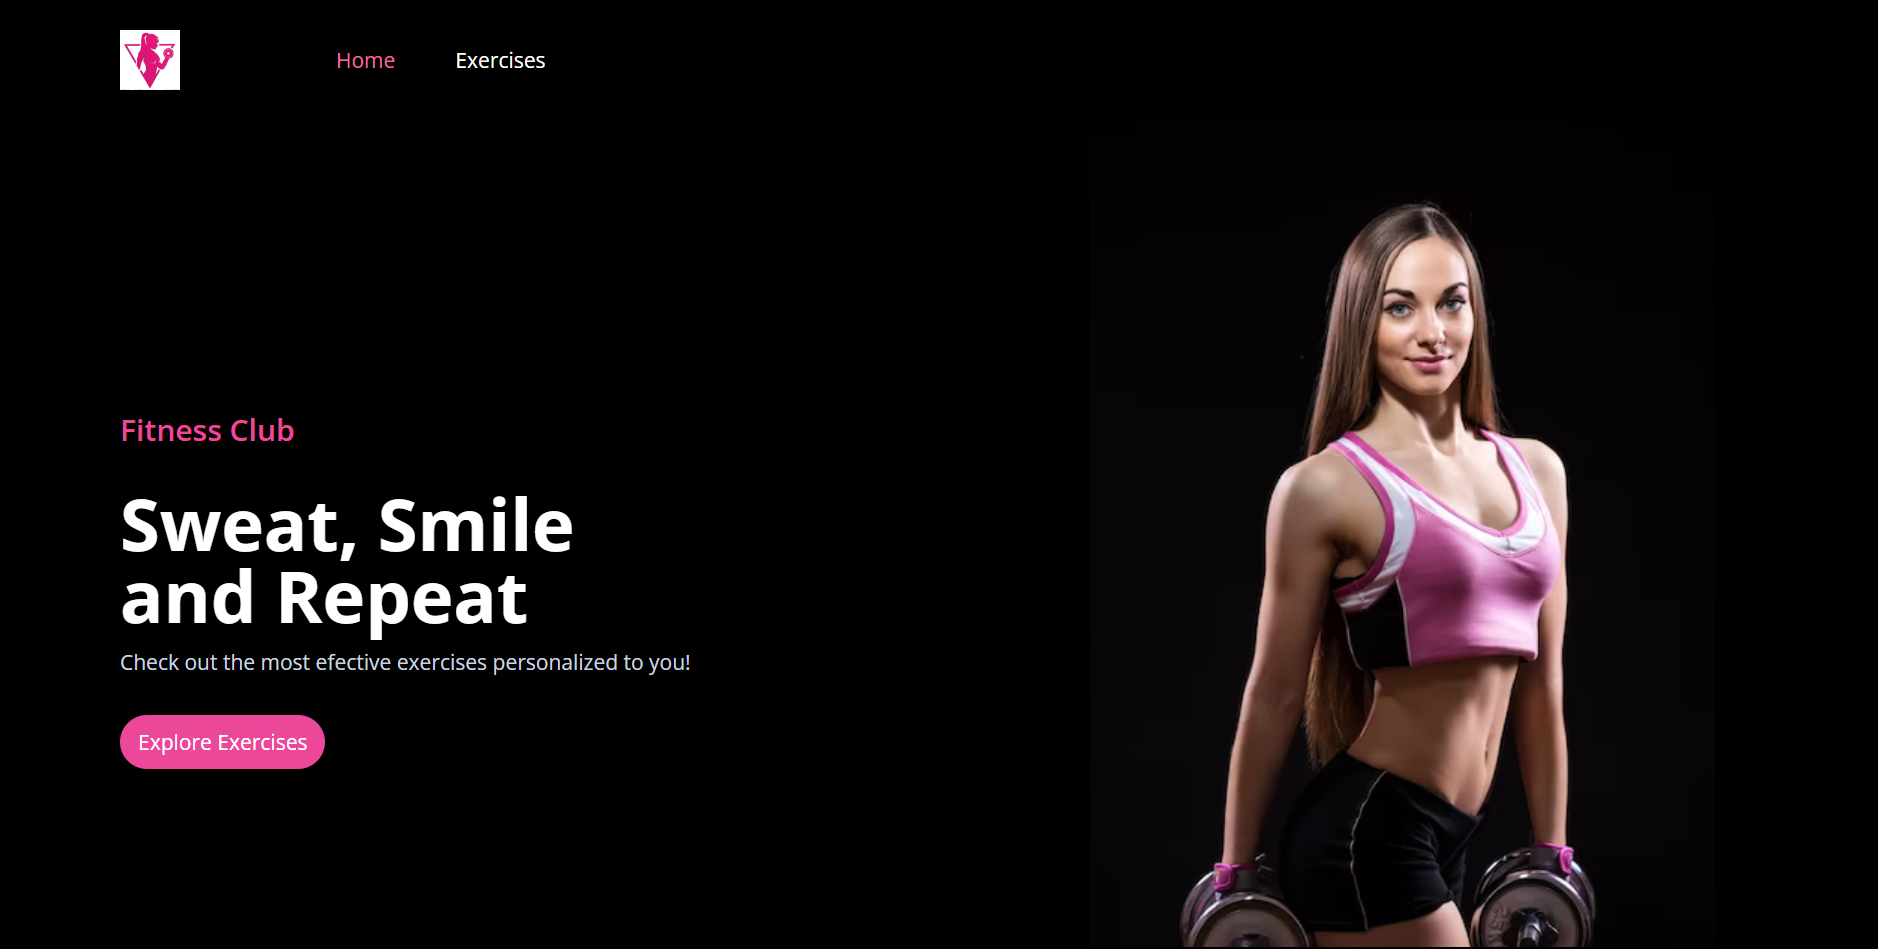 Home Exercises
Fitness Club
Sweat, Smile
and Repeat
Check out the most efective exercises personalized to you!
Explore Exercises